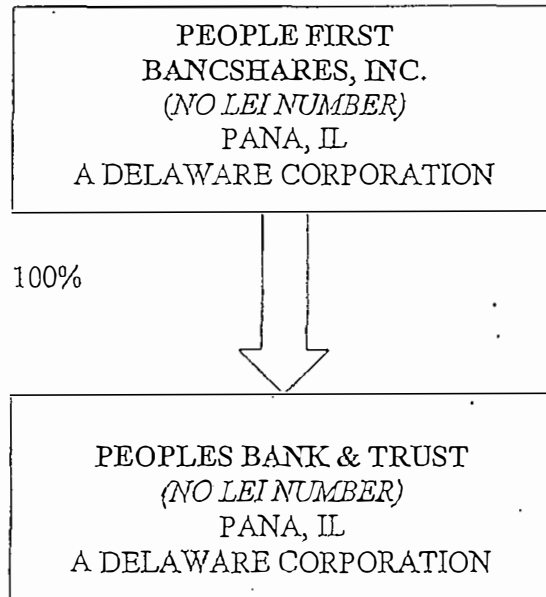 PEOPLE FIRST
BANCSHARES, INC.
(NO LEI NUMBER)
PANA, IL
A DELAWARE CORPORATION
100%
PEOPLES BANK & TRUST
(NO LEI NUMBER)
PANA, IL
A DELAWARE CORPORATION